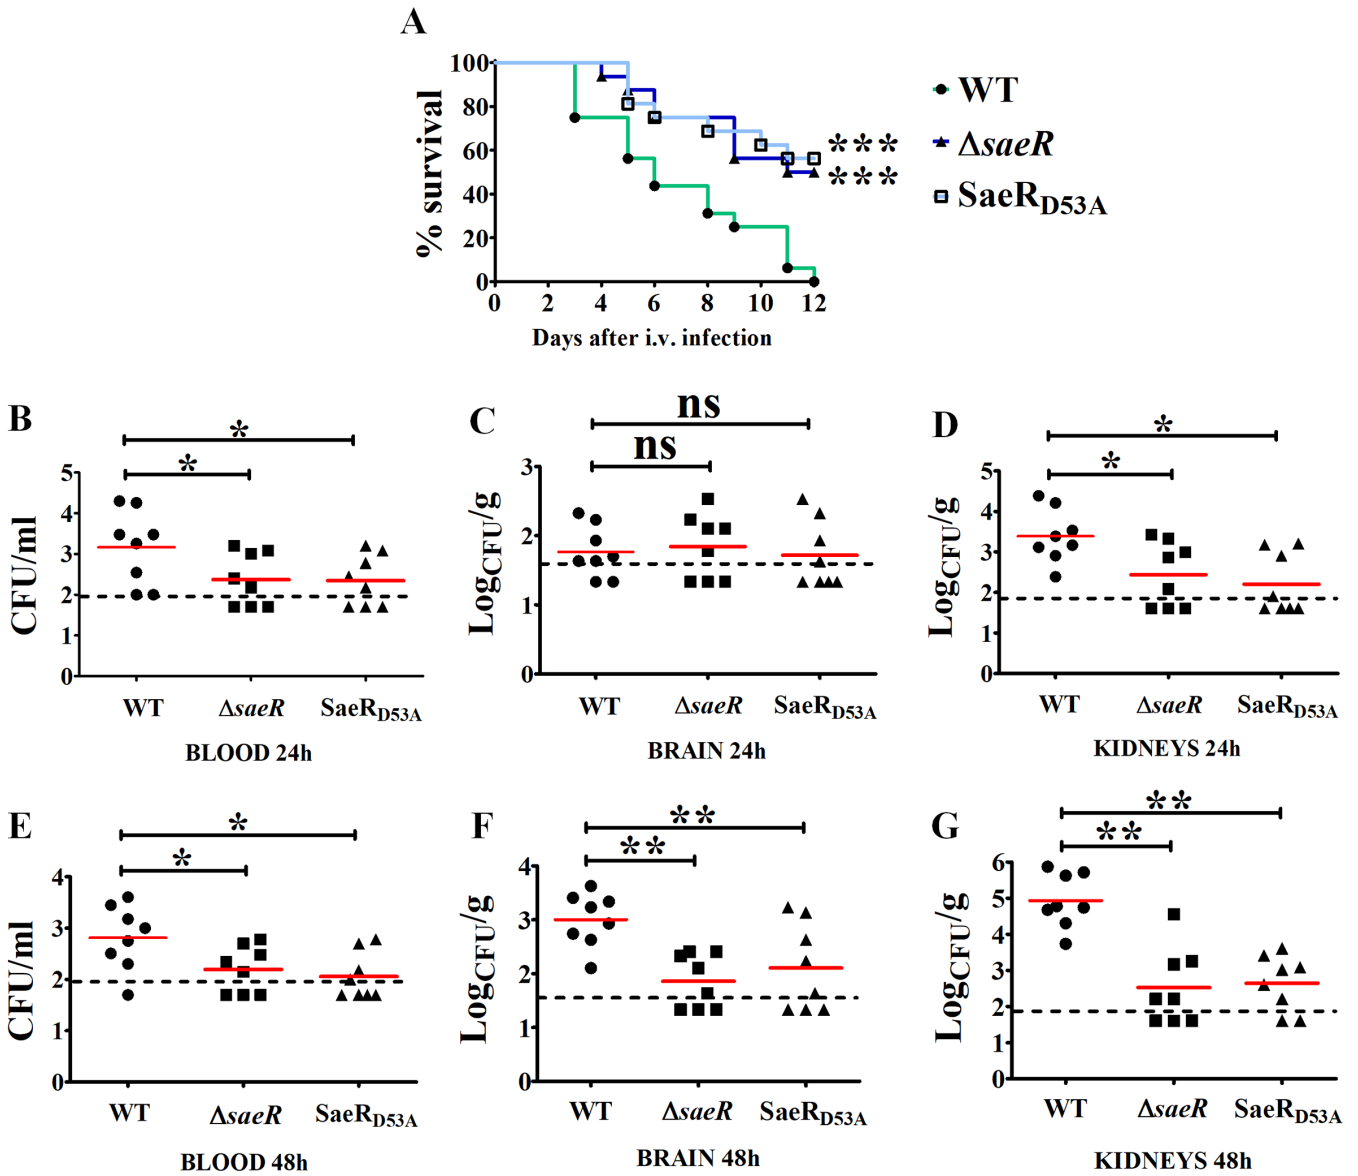 A
% survival
100
80
60
40
20
0
0 2 4 6 8 10 12
Days after i.v. infection
***
***
WT
ΔsaeR
SaeRD53A
B
CFU/ml
5
4
3
2
1
0
*
*
WT ΔsaeR SaeRD53A
BLOOD 24h
C
LogCFU/g
3
2
1
0
ns
ns
WT ΔsaeR SaeRD53A
BRAIN 24h
D
LogCFU/g
5
4
3
2
1
0
*
*
WT ΔsaeR SaeRD53A
KIDNEYS 24h
E
CFU/ml
4
3
2
1
0
*
*
WT ΔsaeR SaeRD53A
BLOOD 48h
F
LogCFU/g
4
3
2
1
0
**
**
WT ΔsaeR SaeRD53A
BRAIN 48h
G
LogCFU/g
6
5
4
3
2
1
0
**
**
WT ΔsaeR SaeRD53A
KIDNEYS 48h